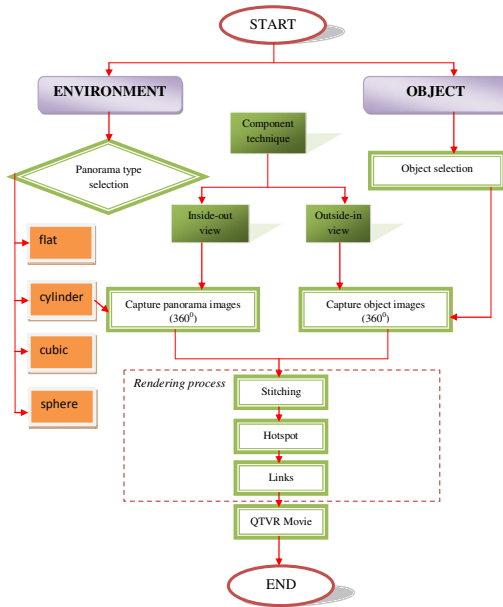 START
ENVIRONMENT
OBJECT
Component
technique
Panorama type
selection
Object selection
Inside-out
view
Outside-in
view
flat
cylinder
cubic
sphere
Capture panorama images
(360⁰)
Capture object images
(360⁰)
Rendering process
Stitching
Hotspot
Links
QTVR Movie
END